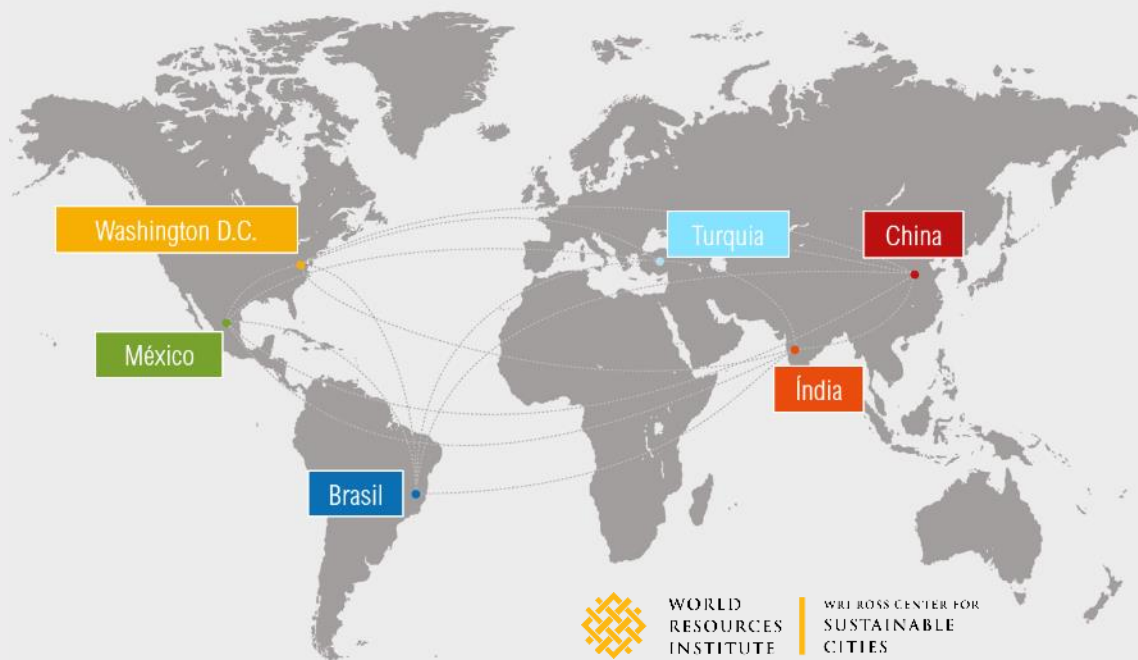 Washington D.C.
Turquia
China
México
Índia
Brasil
WORLD
RESOURCES
INSTITUTE
WRI ROSS CENTER FOR
SUSTAINABLE
CITIES